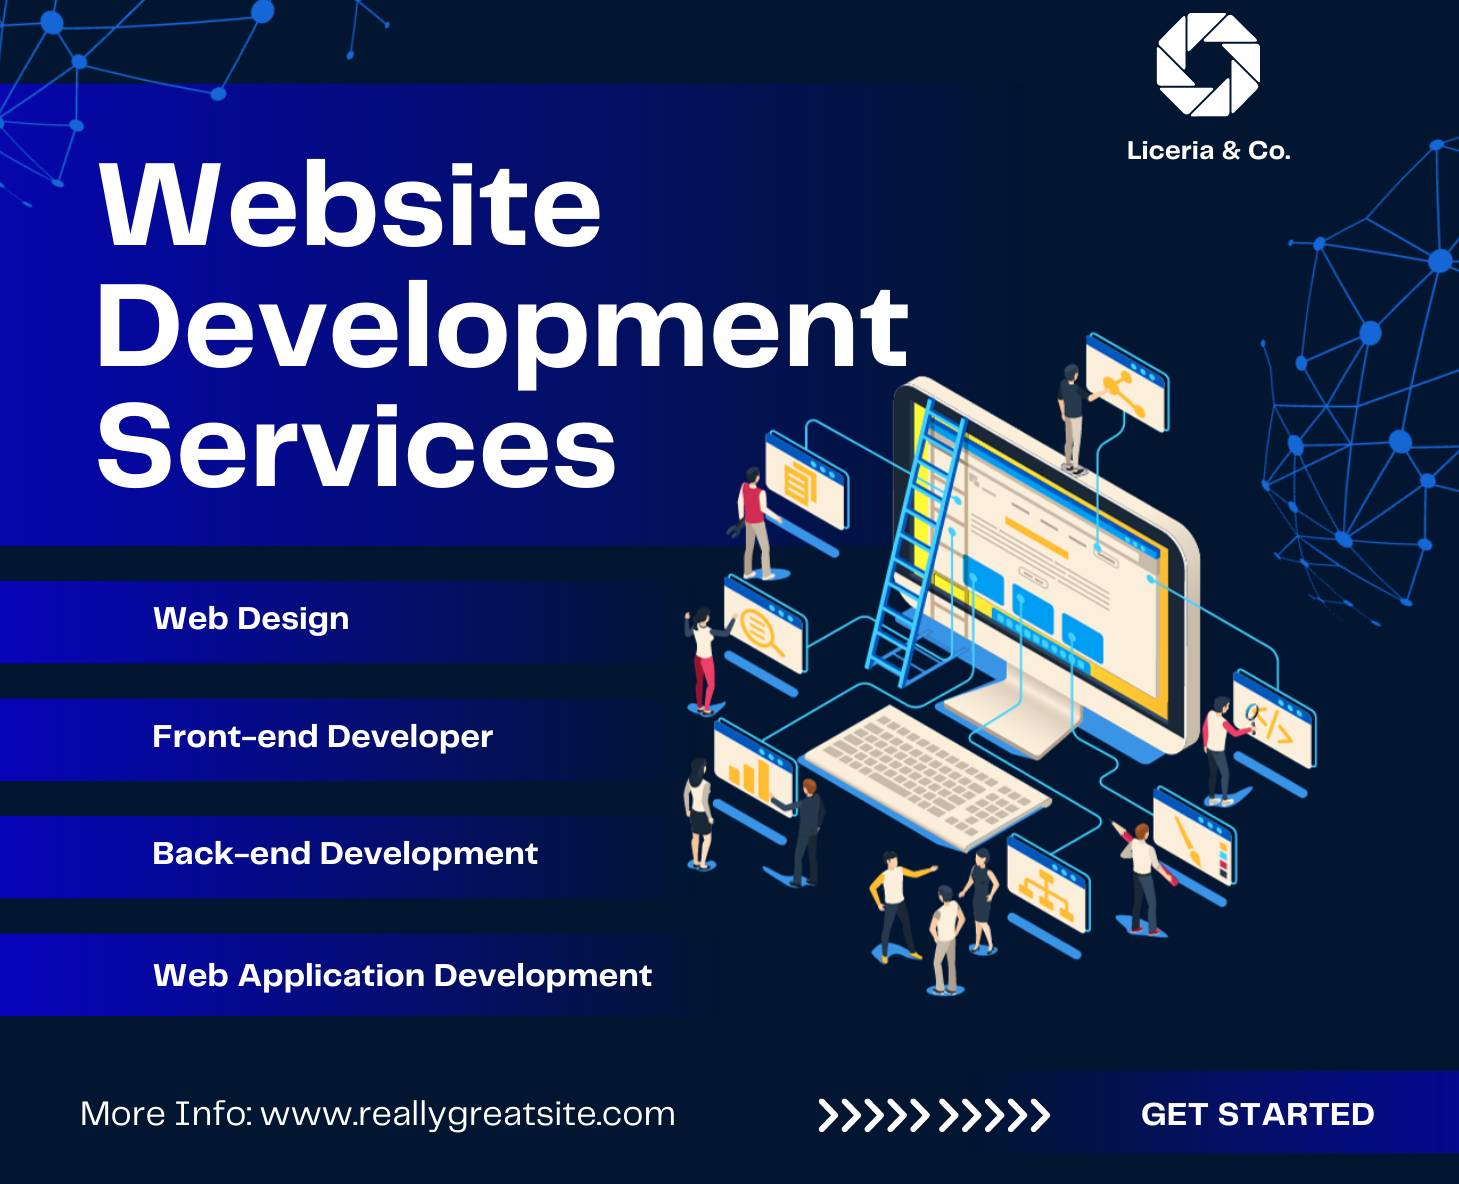 Liceria & Co.
Website
Development
Services
Web Design
Front-end Developer
Back-end Development
Web Application Development
More Info: www.reallygreatsite.com
GET STARTED